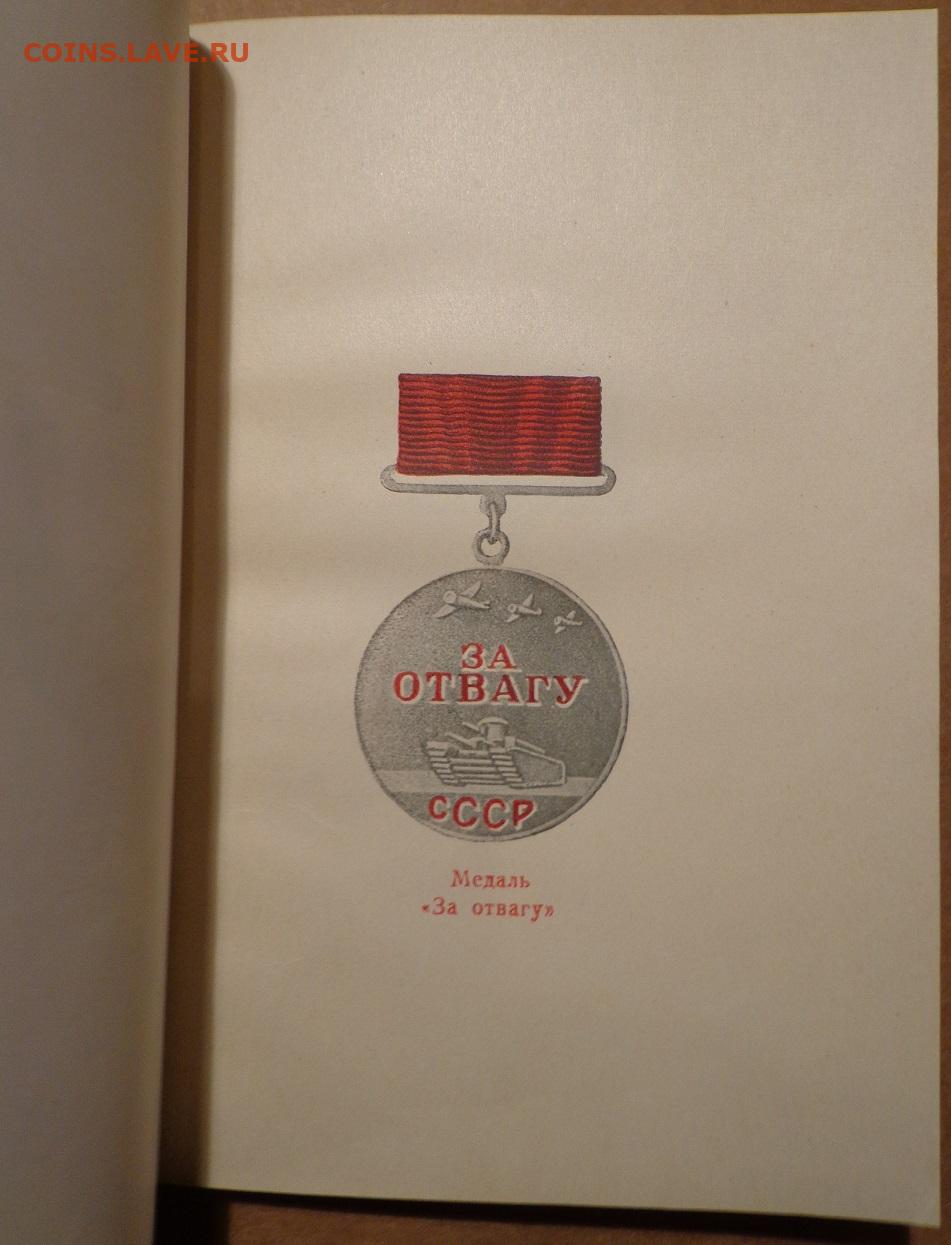 COINS.LAVE.RU
ЗА
ОТВАГУ
СССР
Медаль
«За отвагу»